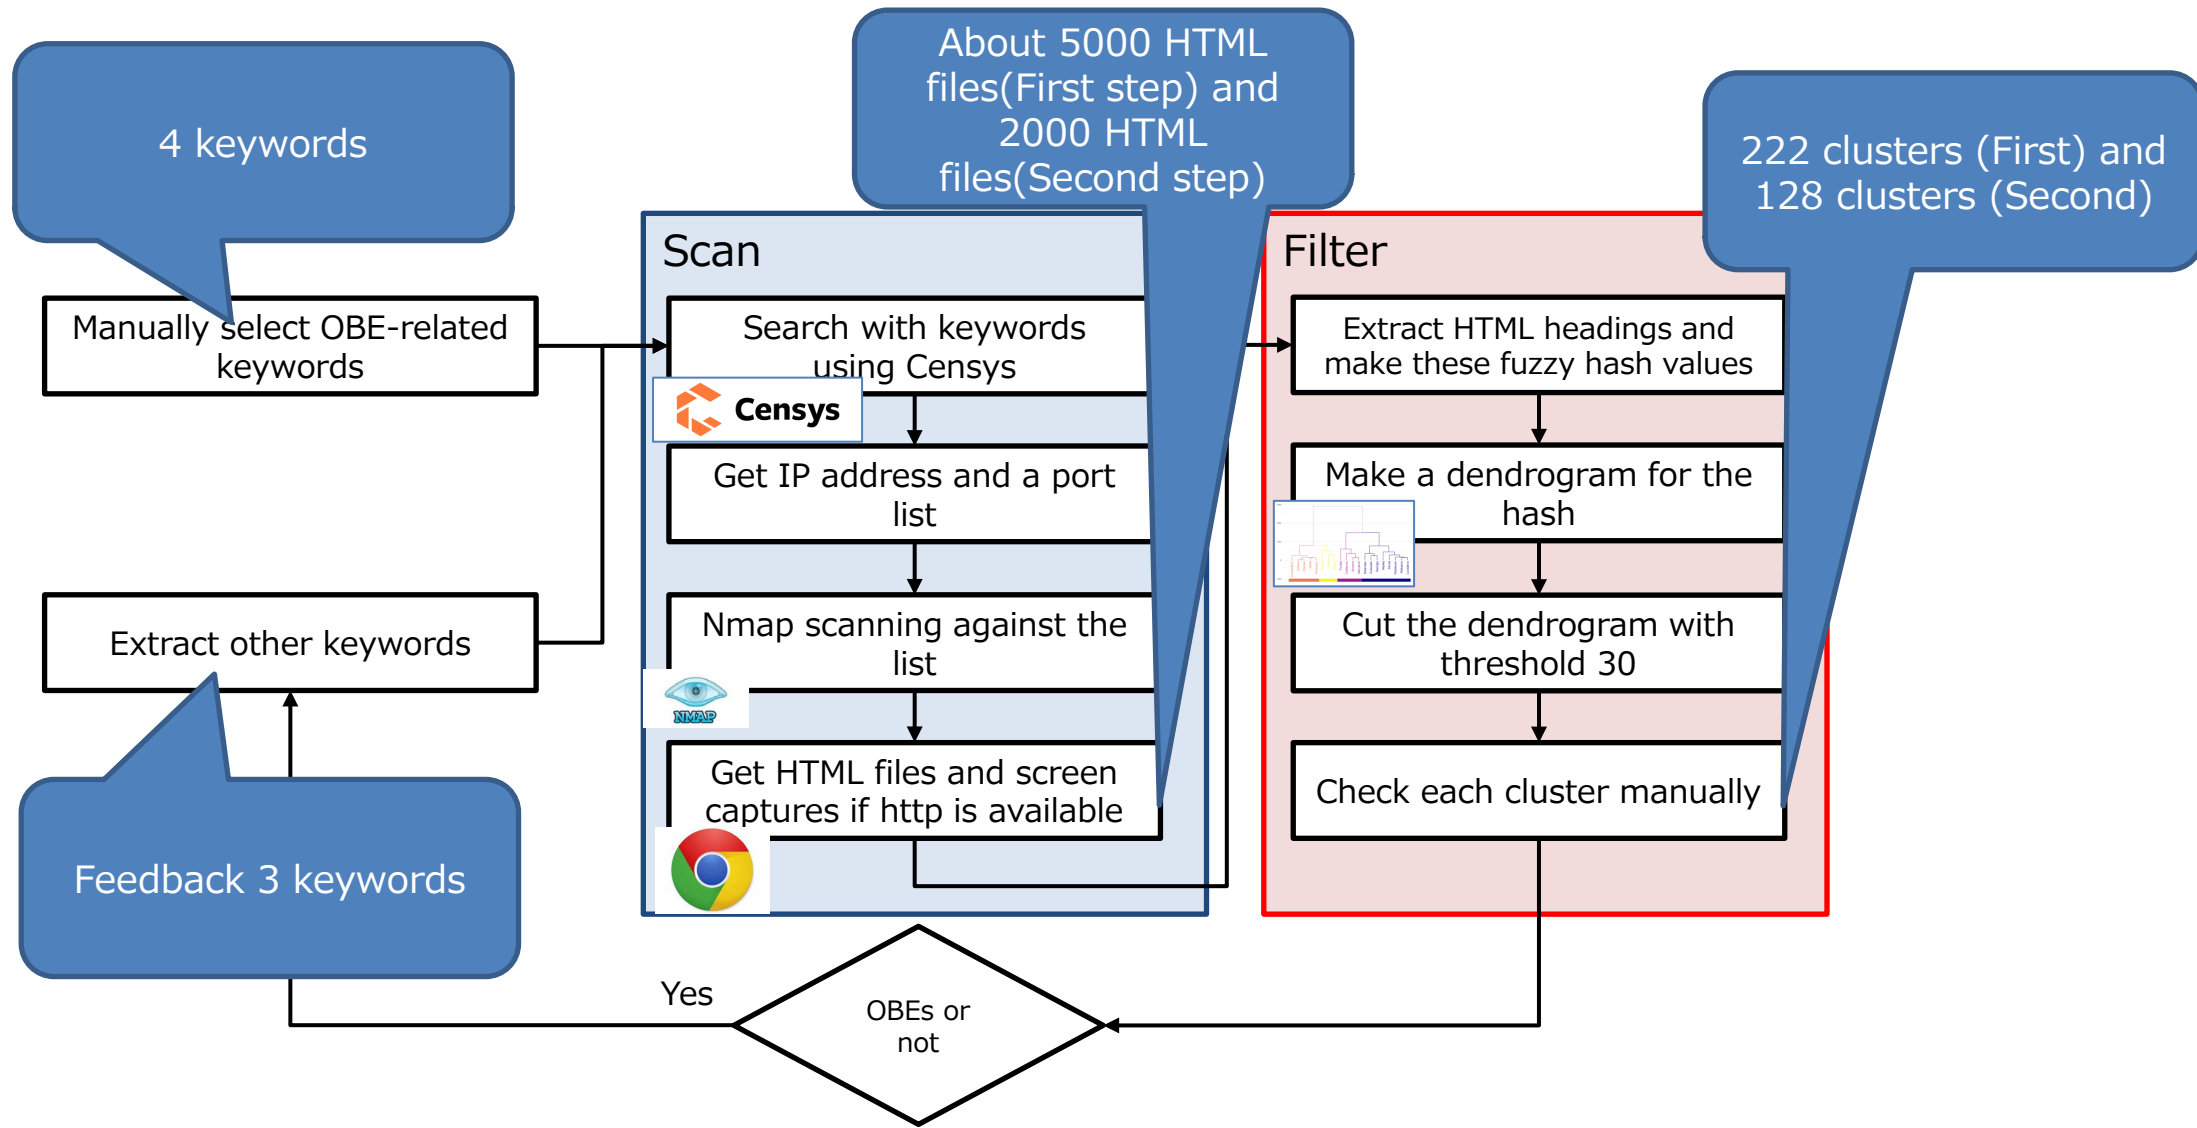 4 keywords
About 5000 HTML
files(First step) and
2000 HTML
files(Second step)
222 clusters (First) and
128 clusters (Second)
Manually select OBE-related
keywords
Extract other keywords
Feedback 3 keywords
Scan
Search with keywords
using Censys
Censys
Get IP address and a port
list
Nmap scanning against the
list
NMAP
Get HTML files and screen
captures if http is available
Filter
Extract HTML headings and
make these fuzzy hash values
Make a dendrogram for the
hash
Cut the dendrogram with
threshold 30
Check each cluster manually
Yes
OBEs or
not